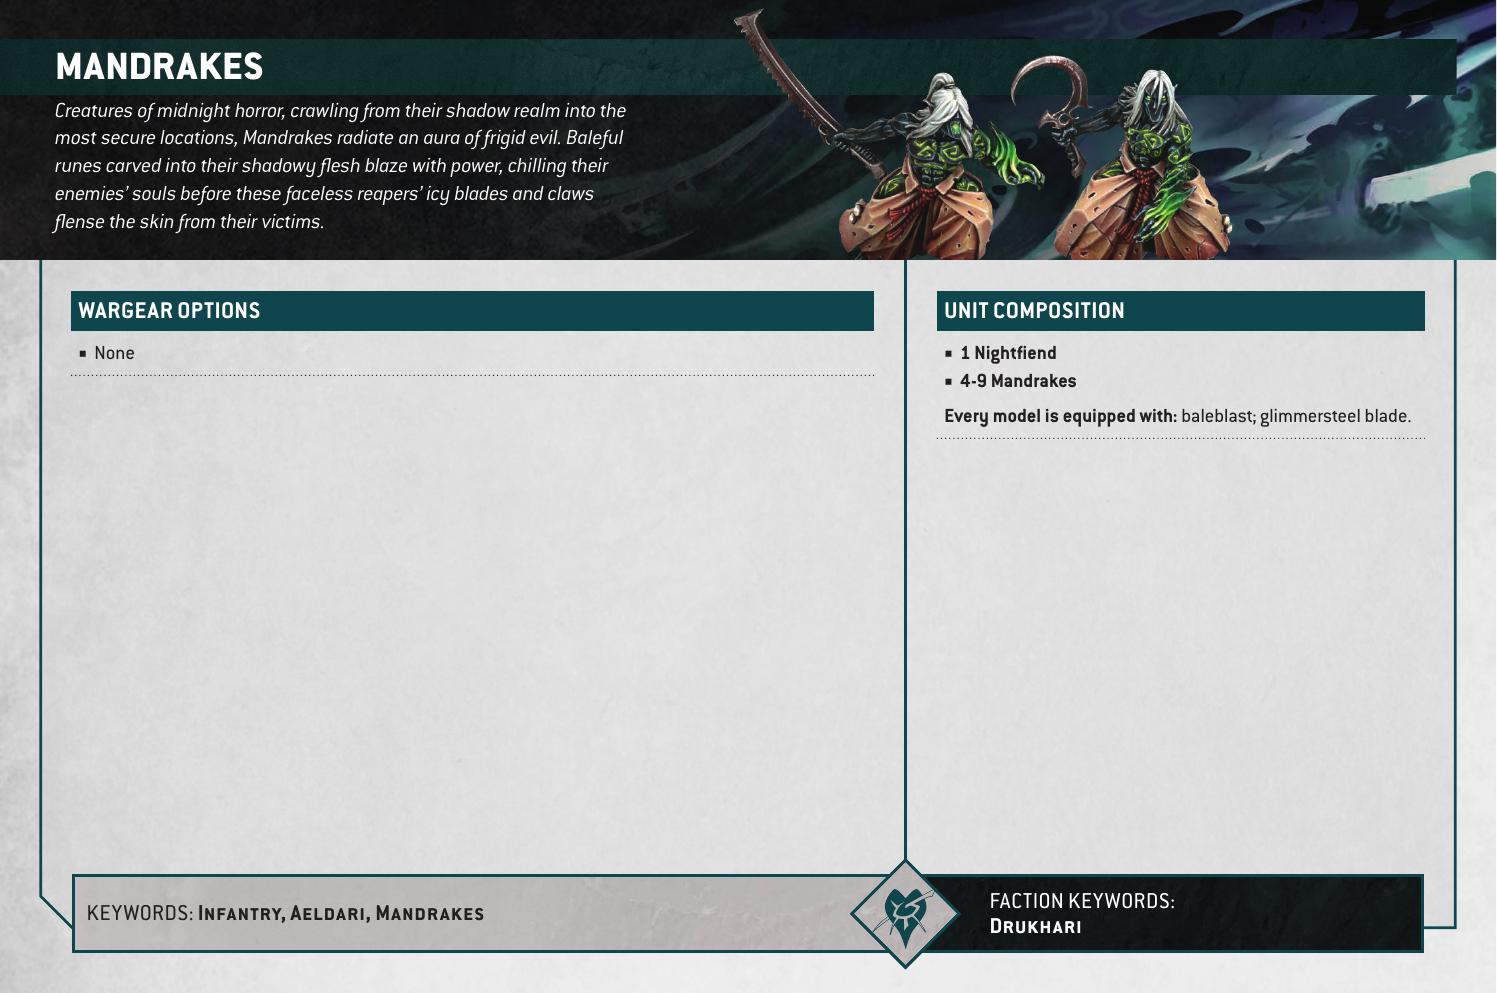 MANDRAKES
Creatures of midnight horror, crawling from their shadow realm into the
most secure locations, Mandrakes radiate an aura of frigid evil. Baleful
runes carved into their shadowy flesh blaze with power, chilling their
enemies’ souls before these faceless reapers’ icy blades and claws
flense the skin from their victims.
WARGEAR OPTIONS
▪ None
UNIT COMPOSITION
▪ 1 Nightfiend
▪ 4-9 Mandrakes
Every model is equipped with: baleblast; glimmersteel blade.
KEYWORDS: INFANTRY, AELDARI, MANDRAKES
FACTION KEYWORDS:
DRUKHARI